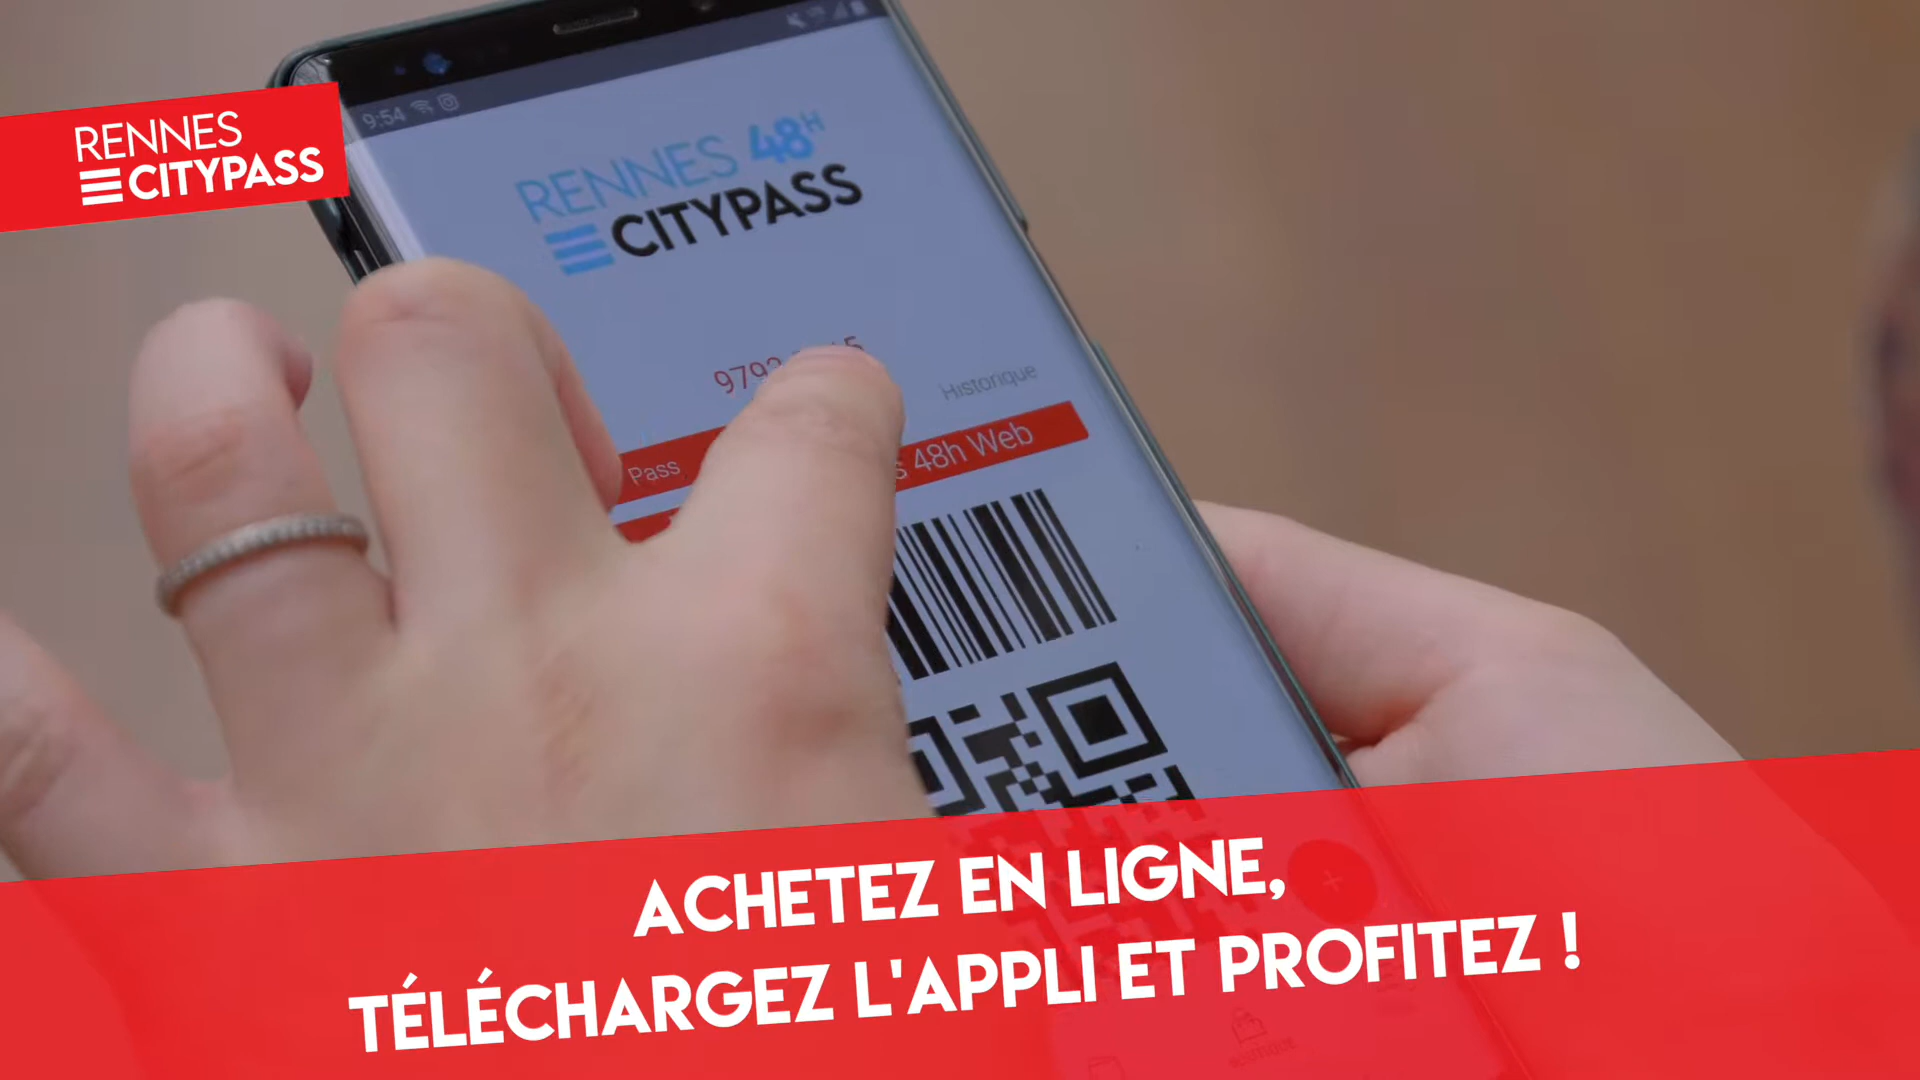 RENNES
CITYPASS
9:54
RENNES 48H
CITYPASS
Historique
Pass
48h Web
ACHETEZ EN LIGNE,
TÉLÉCHARGEZ L'APPLI ET PROFITEZ !